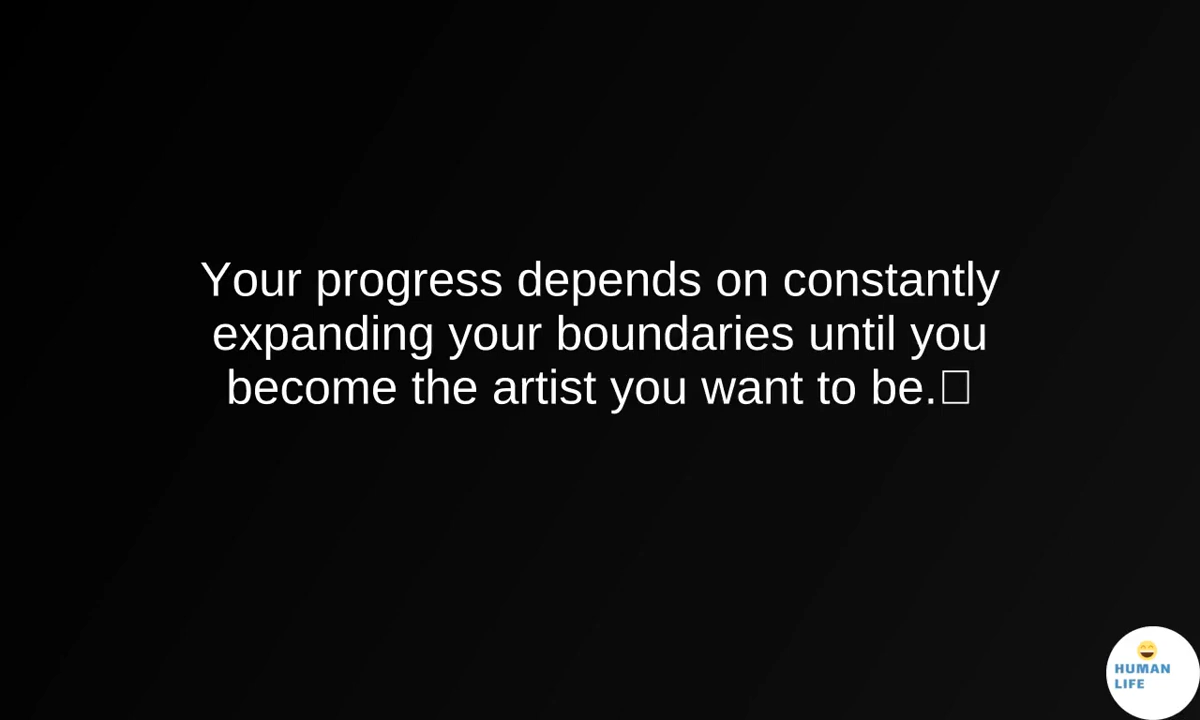 Your progress depends on constantly
expanding your boundaries until you
become the artist you want to be.
HUMAN
LIFE